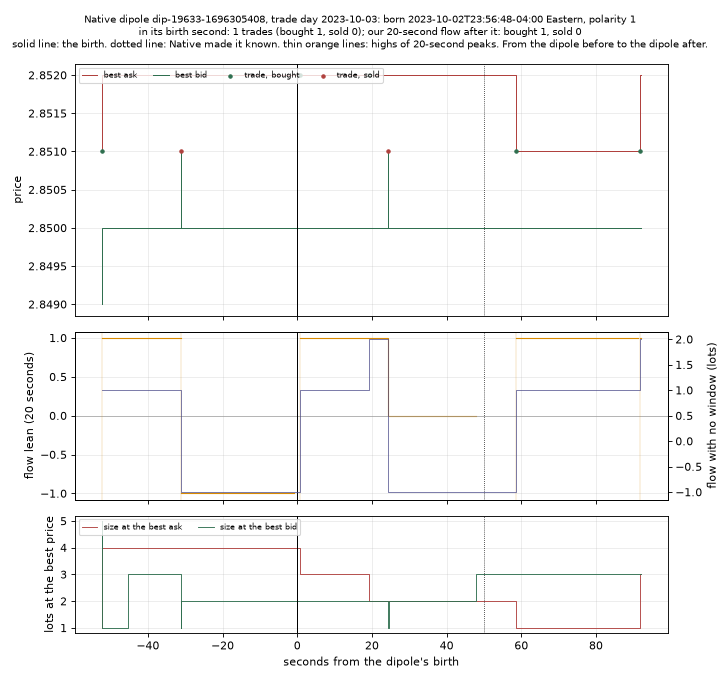 Native dipole dip-19633-1696305408, trade day 2023-10-03: born 2023-10-02T23:56:48-04:00 Eastern, polarity 1
in its birth second: 1 trades (bought 1, sold 0); our 20-second flow after it: bought 1, sold 0
solid line: the birth. dotted line: Native made it known. thin orange lines: highs of 20-second peaks. From the dipole before to the dipole after.
best ask
best bid
trade, bought
trade, sold
2.8520
2.8515
2.8510
2.8505
2.8500
2.8495
2.8490
price
1.0
0.5
0.0
−0.5
−1.0
flow lean (20 seconds)
2.0
1.5
1.0
0.5
0.0
−0.5
−1.0
flow with no window (lots)
size at the best ask
size at the best bid
5
4
3
2
1
lots at the best price
−40
−20
0
20
40
60
80
seconds from the dipole's birth